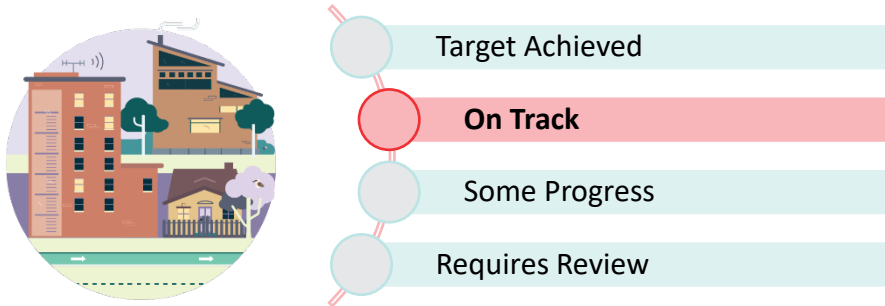 Target Achieved
On Track
Some Progress
Requires Review